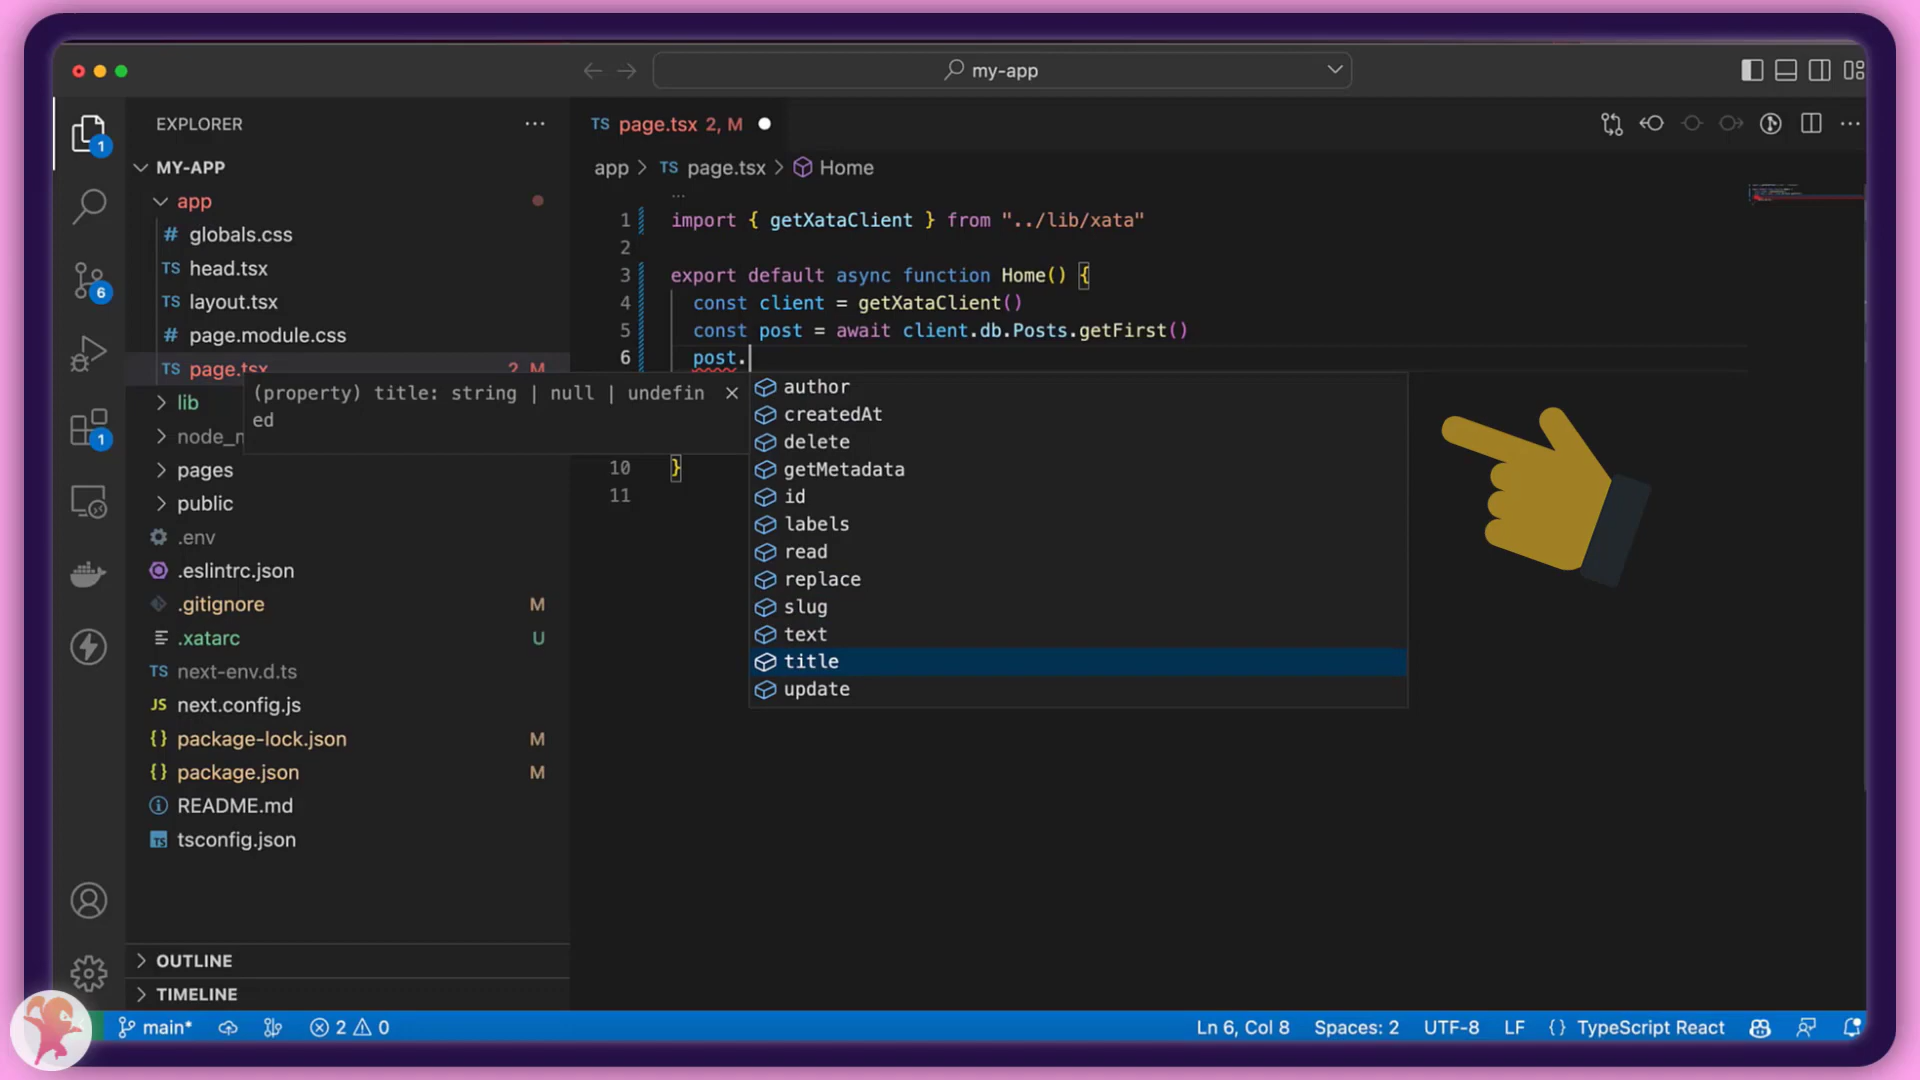 my-app
EXPLORER
TS page.tsx 2, M
1
MY-APP
app > TS page.tsx > Home
app
# globals.css
TS head.tsx
TS layout.tsx
6
# page.module.css
TS page.tsx 2, M
lib
pages
public
.env
1
.eslintrc.json
.gitignore M
.xatarc U
TS next-env.d.ts
JS next.config.js
{} package-lock.json M
{} package.json M
README.md
TS tsconfig.json
OUTLINE
TIMELINE
1 import { getXataClient } from "../lib/xata"
2
3 export default async function Home() {
4 const client = getXataClient()
5 const post = await client.db.Posts.getFirst()
6 post.
(property) title: string | null | undefin
ed
author
createdAt
delete
getMetadata
id
labels
read
replace
slug
text
title
update
10 }
11
main* 2 0
Ln 6, Col 8 Spaces: 2 UTF-8 LF {} TypeScript React